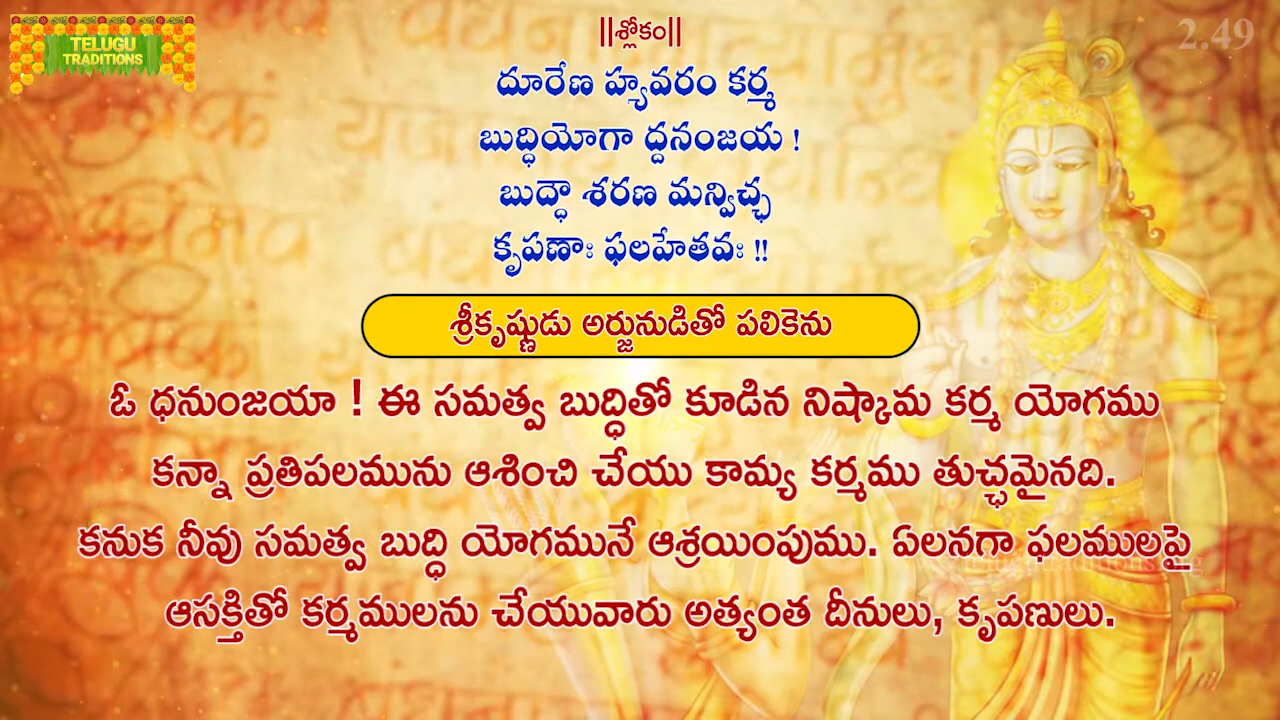 TELUGU
TRADITIONS
||శ్లోకం||
2.49
దూరేణ హ్యవరం కర్మ
బుద్ధియోగా ద్దనంజయ !
బుద్ధౌ శరణ మన్విచ్ఛ
కృపణాః ఫలహేతవః !!
శ్రీకృష్ణుడు అర్జునుడితో పలికెను
ఓ ధనుంజయా ! ఈ సమత్వ బుద్ధితో కూడిన నిష్కామ కర్మ యోగము
కన్నా ప్రతిపలమును ఆశించి చేయు కామ్య కర్మము తుచ్ఛమైనది.
కనుక నీవు సమత్వ బుద్ధి యోగమునే ఆశ్రయింపుము. ఏలనగా ఫలములపై
ఆసక్తితో కర్మములను చేయువారు అత్యంత దీనులు, కృపణులు.